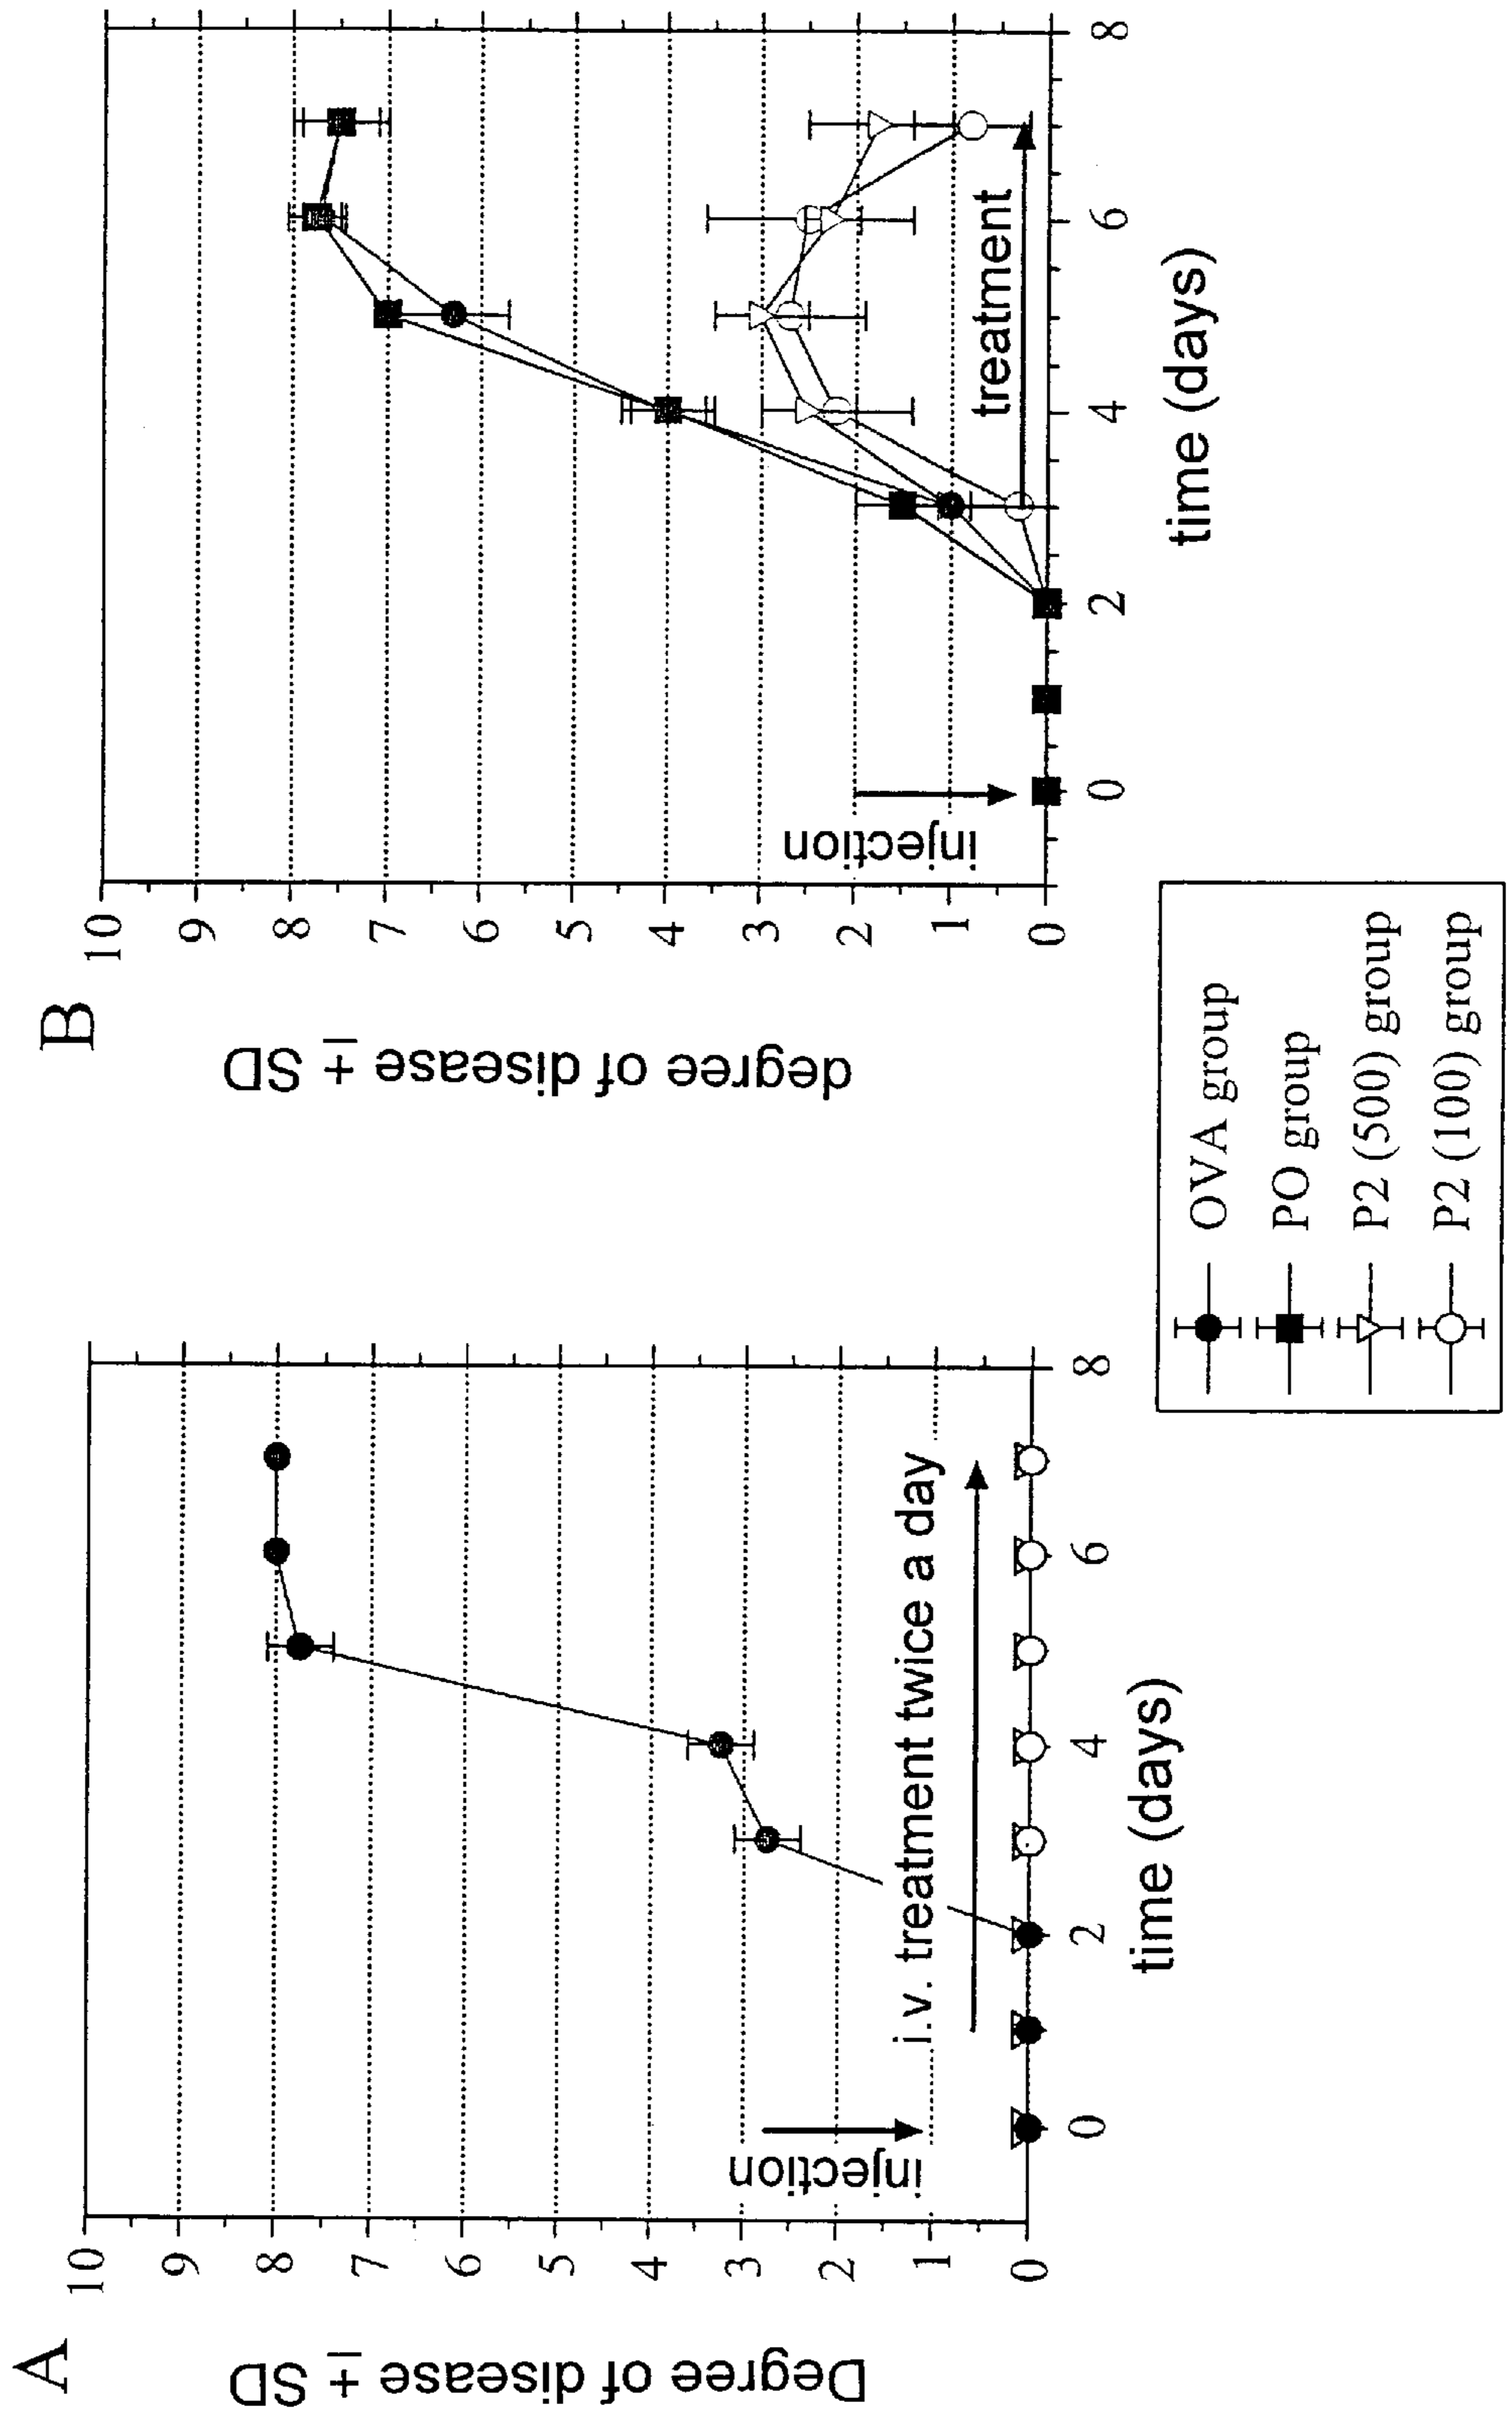 A
Degree of disease ± SD
10
9
8
7
6
5
4
3
2
1
0
injection
i.v. treatment twice a day
0
2
4
6
8
time (days)
B
degree of disease ± SD
10
9
8
7
6
5
4
3
2
1
0
injection
treatment
0
2
4
6
8
time (days)
OVA group
PO group
P2 (500) group
P2 (100) group